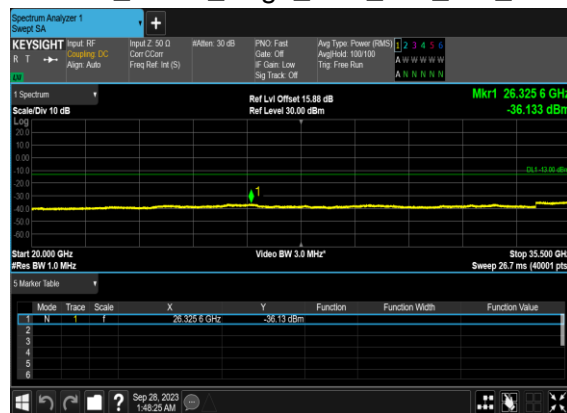 Spectrum Analyzer 1
Swept SA
KEYSIGHT Input: RF Input Z: 50 Ω #Atten: 30 dB PNO: Fast Avg Type: Power (RMS) 1 2 3 4 5 6
R T Coupling: DC Corr CCorr Gate: Off Avg|Hold: 100/100 A W W W W W
Align: Auto Freq Ref: Int (S) IF Gain: Low Trig: Free Run
Sig Track: Off A N N N N N
1 Spectrum Ref Lvl Offset 15.88 dB Mkr1 26.325 6 GHz
Scale/Div 10 dB Ref Level 30.00 dBm -36.133 dBm
Log
20.0
10.0
0.00
-10.0 DL1 -13.00 dBm
-20.0 1
-30.0
-40.0
-50.0
-60.0
Start 20.000 GHz Video BW 3.0 MHz* Stop 35.500 GHz
#Res BW 1.0 MHz Sweep 26.7 ms (40001 pts)
5 Marker Table
Mode Trace Scale X Y Function Function Width Function Value
1 N 1 f 26.325 6 GHz -36.13 dBm
2
3
4
5
6
? Sep 28, 2023
1:48:25 AM